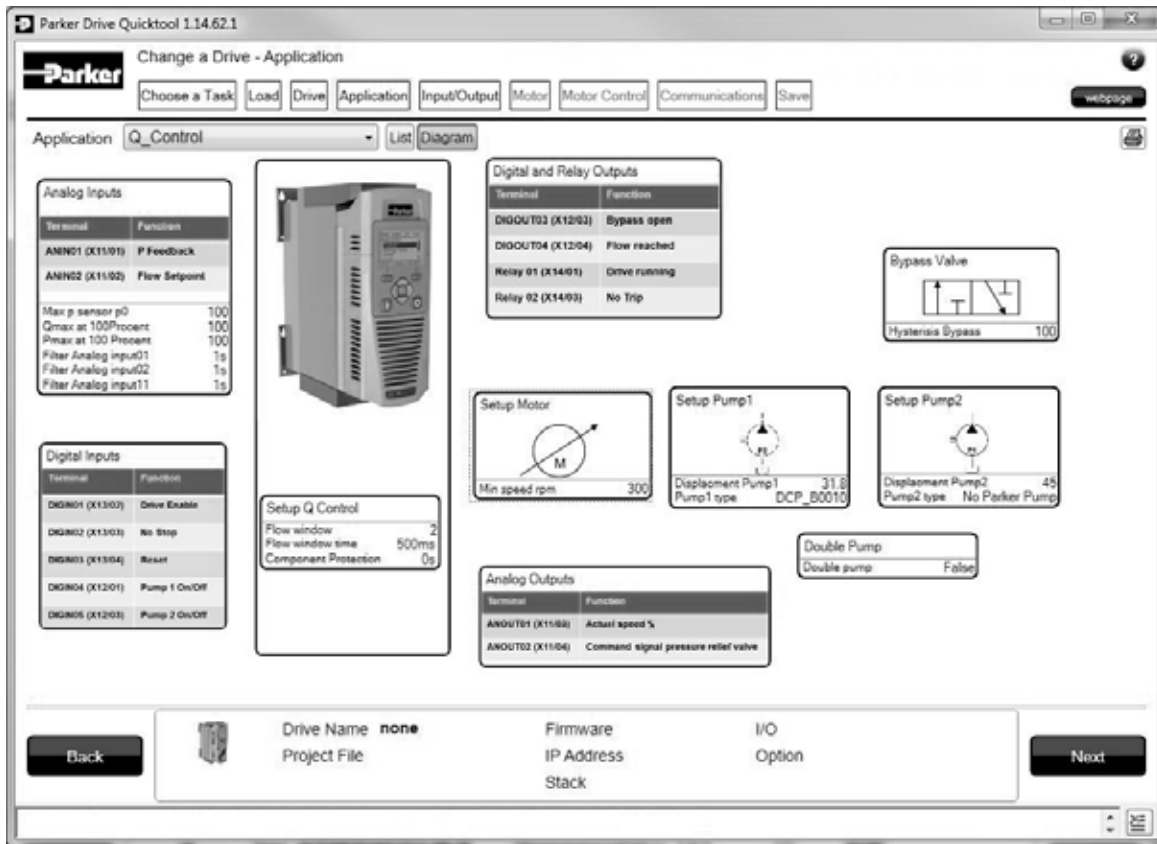 Parker Drive Quicktool 1.14.62.1
Parker
Change a Drive - Application
?
Choose a Task Load Drive Application Input/Output Motor Motor Control Communications Save
webpage
Application Q_Control List Diagram
Analog Inputs
Terminal Function
ANIN01 (X11/01) P Feedback
ANIN02 (X11/02) Flow Setpoint
Max p sensor p0 100
Qmax at 100Procent 100
Pmax at 100 Procent 100
Filter Analog input01 1s
Filter Analog input02 1s
Filter Analog input11 1s
Digital Inputs
Terminal Function
DIGIN01 (X13/02) Drive Enable
DIGIN02 (X13/03) No Stop
DIGIN03 (X13/04) Reset
DIGIN04 (X12/01) Pump 1 On/Off
DIGIN05 (X12/03) Pump 2 On/Off
Parker
Setup Q Control
Flow window 2
Flow window time 500ms
Component Protection 0s
Digital and Relay Outputs
Terminal Function
DIGOUT03 (X12/03) Bypass open
DIGOUT04 (X12/04) Flow reached
Relay 01 (X14/01) Drive running
Relay 02 (X14/03) No Trip
Bypass Valve
Hysterisis Bypass 100
Setup Motor
M
Min speed rpm 300
Setup Pump1
P1
Displacment Pump1 31.8
Pump1 type DCP_B0010
Setup Pump2
Displacment Pump2 45
Pump2 type No Parker Pump
Double Pump
Double pump False
Analog Outputs
Terminal Function
ANOUT01 (X11/03) Actual speed %
ANOUT02 (X11/04) Command signal pressure relief valve
Back
Drive Name none
Project File
Firmware
IP Address
Stack
I/O
Option
Next